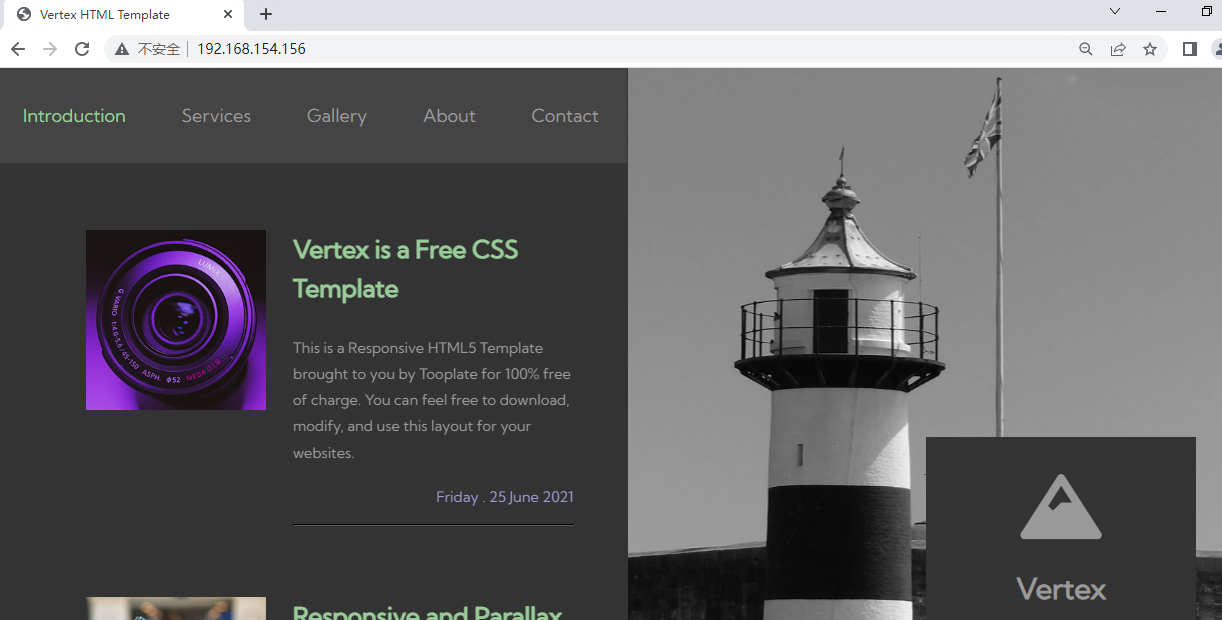 Vertex HTML Template
不安全
192.168.154.156
Introduction Services Gallery About Contact
LUMIX
G VARIO 1:4.0-5.6/45-150 ASPH. Φ52 MEGA O.I.S.
Vertex is a Free CSS
Template
This is a Responsive HTML5 Template
brought to you by Tooplate for 100% free
of charge. You can feel free to download,
modify, and use this layout for your
websites.
Friday . 25 June 2021
Responsive and Parallax
Vertex